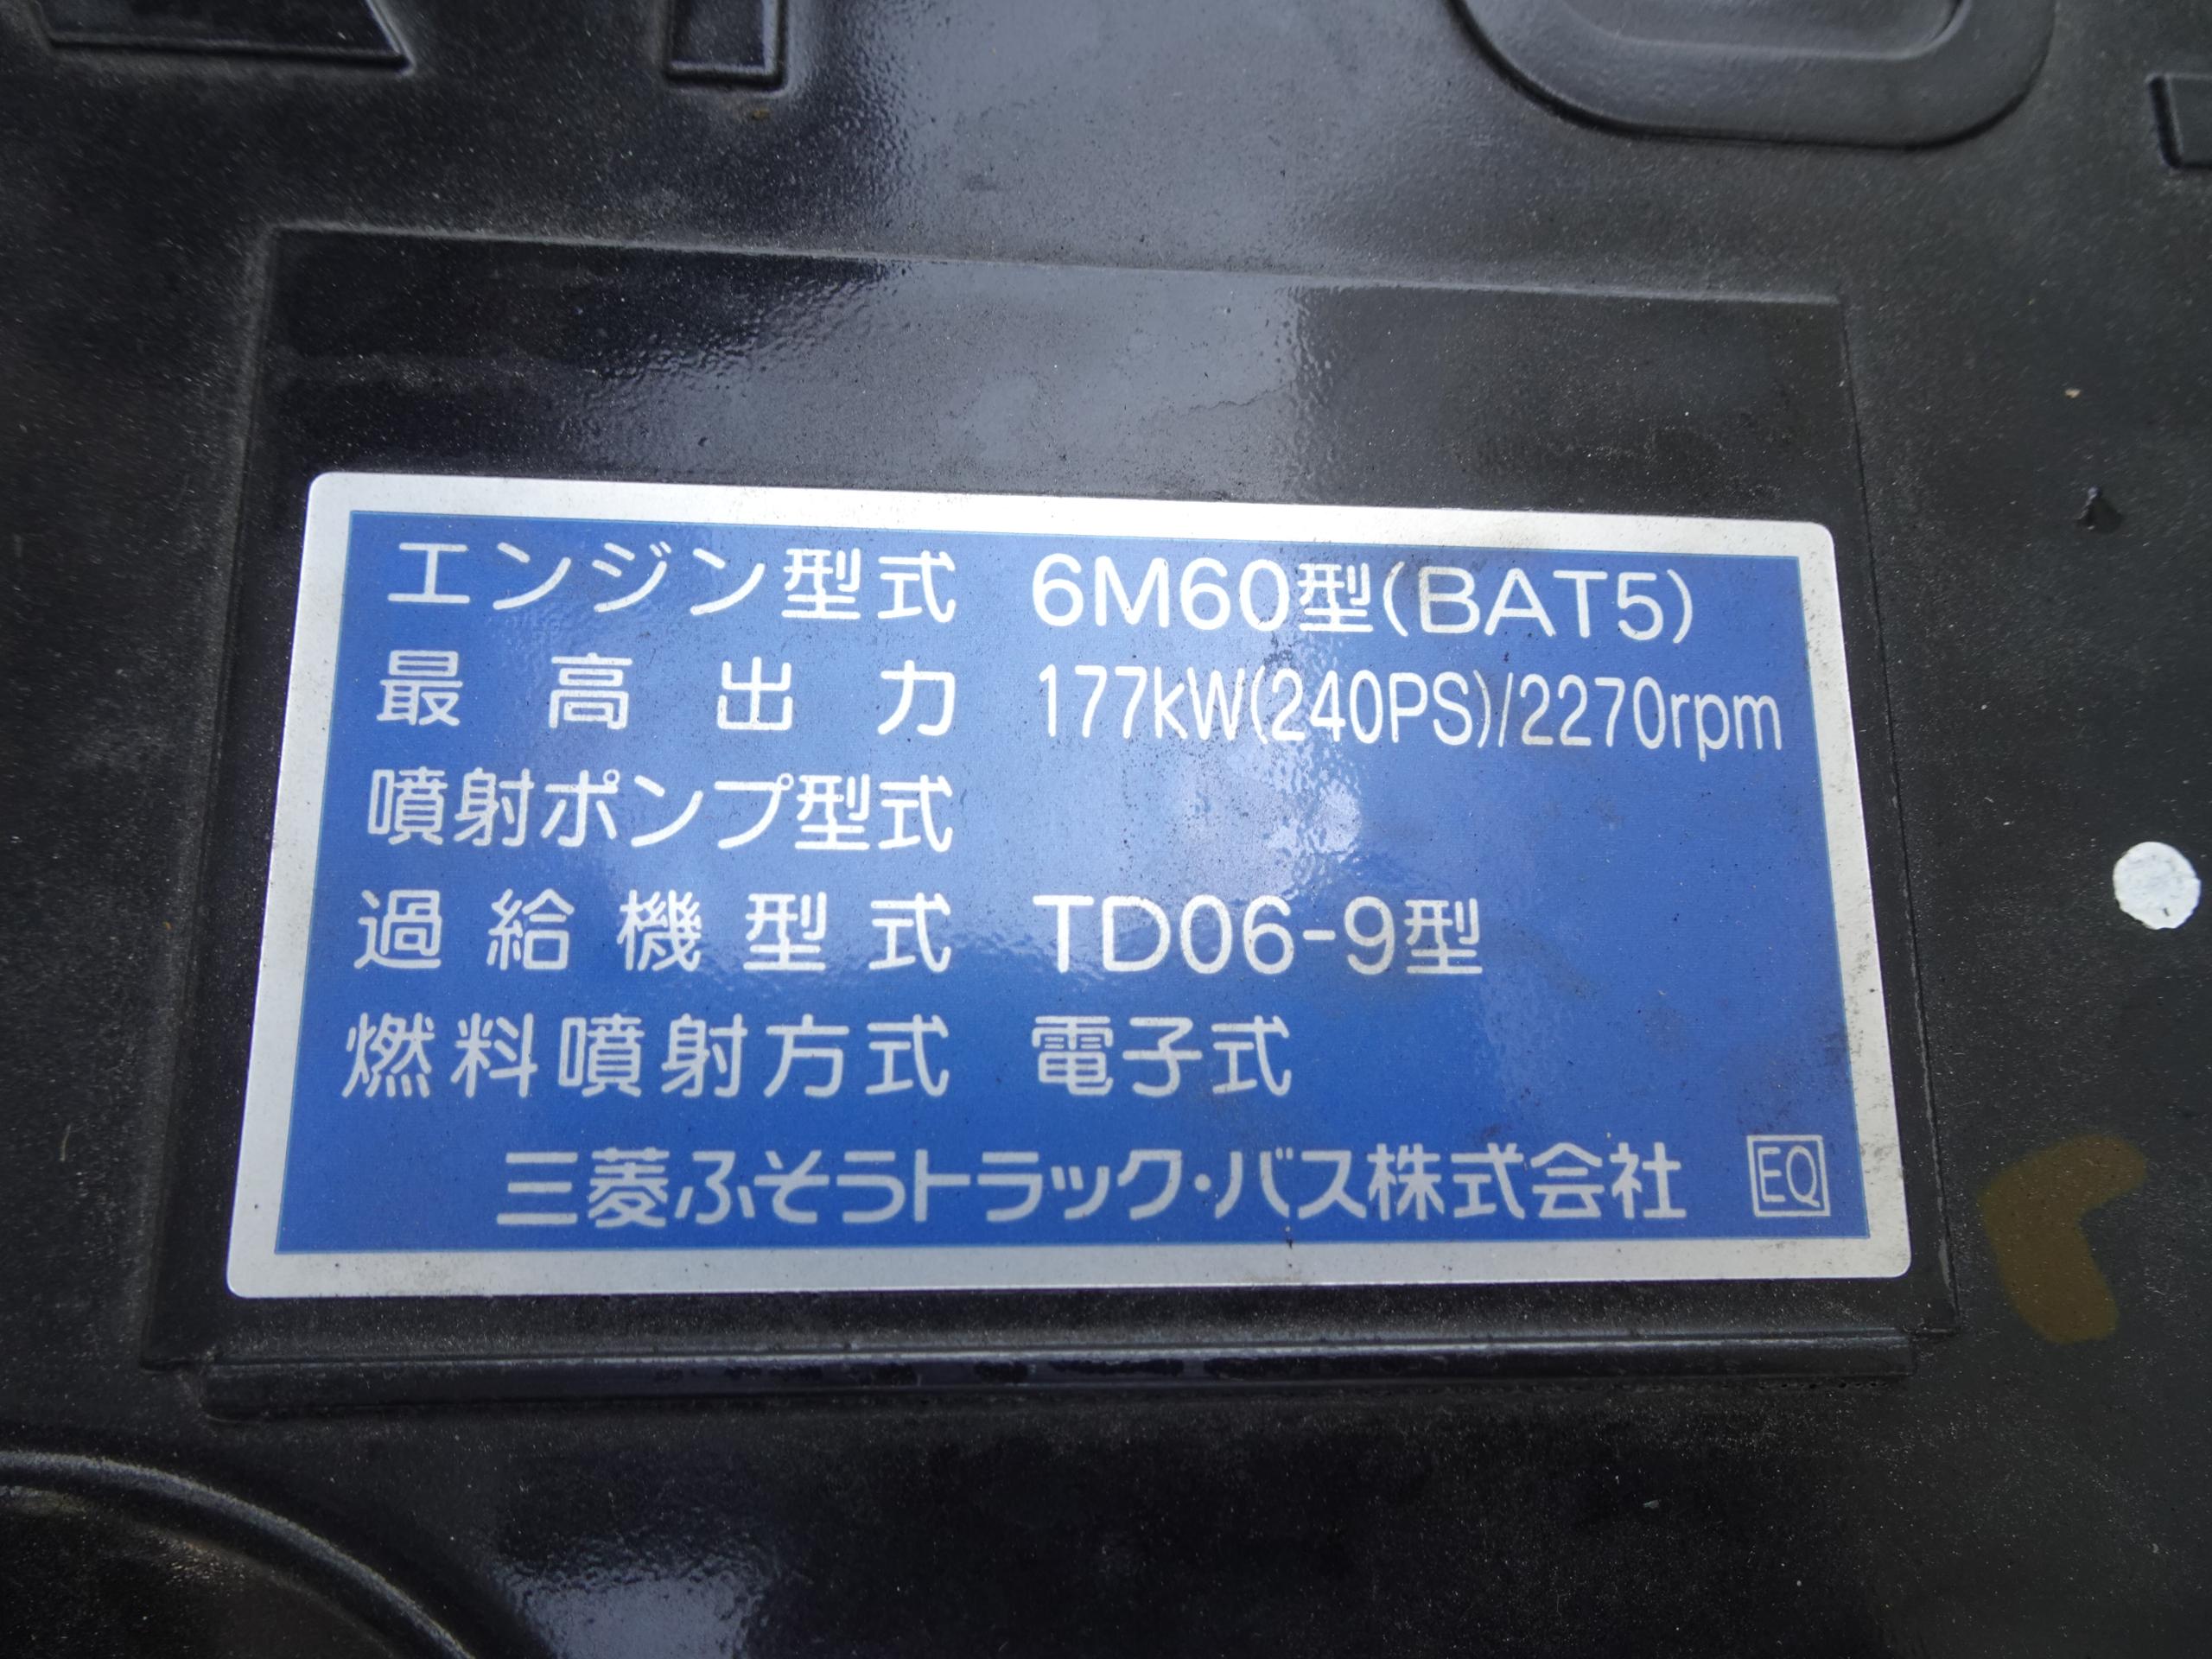 エンジン型式 6M60型(BAT5)
最高出力 177kW(240PS)/2270rpm
噴射ポンプ型式
過給機型式 TD06-9型
燃料噴射方式 電子式
三菱ふそうトラック・バス株式会社 EQ